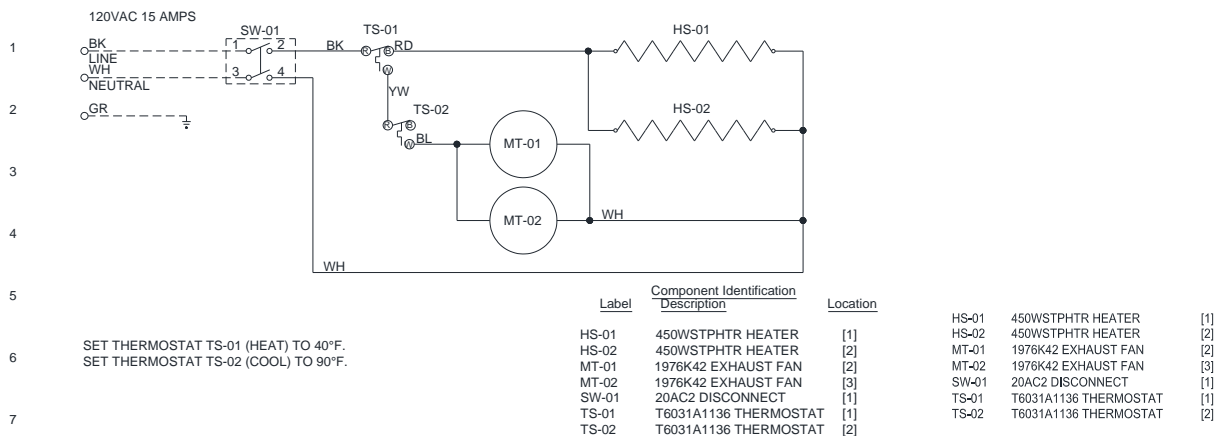 120VAC 15 AMPS
SW-01 TS-01 HS-01
1 BK 1 2 BK R B RD
LINE
WH 3 4 W
NEUTRAL YW
2 GR TS-02 HS-02
R B
W BL MT-01
3
MT-02 WH
4
WH
5
Component Identification
Label Description Location
HS-01 450WSTPHTR HEATER [1]
HS-02 450WSTPHTR HEATER [2]
MT-01 1976K42 EXHAUST FAN [2]
MT-02 1976K42 EXHAUST FAN [3]
SW-01 20AC2 DISCONNECT [1]
TS-01 T6031A1136 THERMOSTAT [1]
TS-02 T6031A1136 THERMOSTAT [2]
HS-01 450WSTPHTR HEATER [1]
HS-02 450WSTPHTR HEATER [2]
MT-01 1976K42 EXHAUST FAN [2]
MT-02 1976K42 EXHAUST FAN [3]
SW-01 20AC2 DISCONNECT [1]
TS-01 T6031A1136 THERMOSTAT [1]
TS-02 T6031A1136 THERMOSTAT [2]
SET THERMOSTAT TS-01 (HEAT) TO 40°F.
6 SET THERMOSTAT TS-02 (COOL) TO 90°F.
7